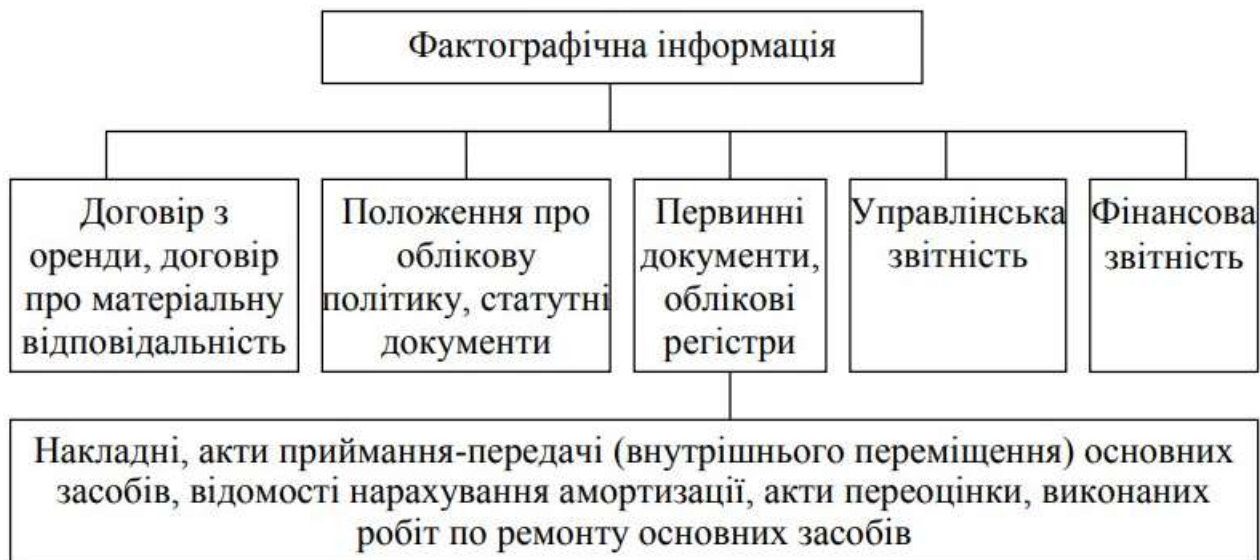 Фактографічна інформація
Договір з
оренди, договір
про матеріальну
відповідальність
Положення про
облікову
політику, статутні
документи
Первинні
документи,
облікові
регістри
Управлінська
звітність
Фінансова
звітність
Накладні, акти приймання-передачі (внутрішнього переміщення) основних
засобів, відомості нарахування амортизації, акти переоцінки, виконаних
робіт по ремонту основних засобів